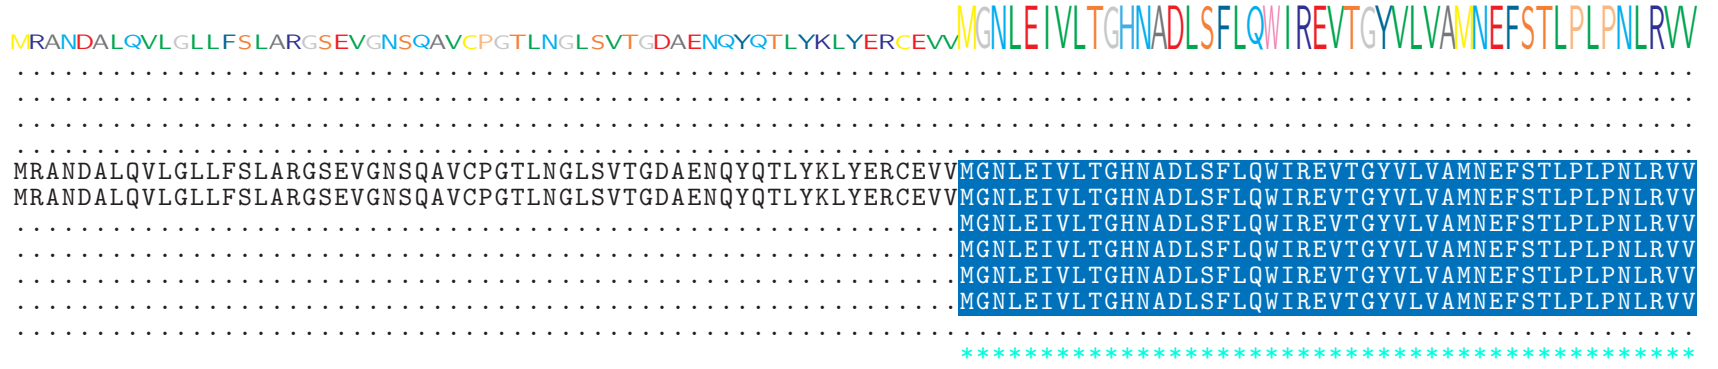 MRANDALQVLGLLFSLARGSEVGNSQAVCPGTLNGLSVTGDAENQYQTLYKLYERCEVVMGNLEIVLTGHNADLSFLQWIREVTGYVLVAMNEFSTLPLPNLRVV
.........................................................................................................
.........................................................................................................
.........................................................................................................
.........................................................................................................
MRANDALQVLGLLFSLARGSEVGNSQAVCPGTLNGLSVTGDAENQYQTLYKLYERCEVVMGNLEIVLTGHNADLSFLQWIREVTGYVLVAMNEFSTLPLPNLRVV
MRANDALQVLGLLFSLARGSEVGNSQAVCPGTLNGLSVTGDAENQYQTLYKLYERCEVVMGNLEIVLTGHNADLSFLQWIREVTGYVLVAMNEFSTLPLPNLRVV
...........................................................MGNLEIVLTGHNADLSFLQWIREVTGYVLVAMNEFSTLPLPNLRVV
...........................................................MGNLEIVLTGHNADLSFLQWIREVTGYVLVAMNEFSTLPLPNLRVV
...........................................................MGNLEIVLTGHNADLSFLQWIREVTGYVLVAMNEFSTLPLPNLRVV
...........................................................MGNLEIVLTGHNADLSFLQWIREVTGYVLVAMNEFSTLPLPNLRVV
.........................................................................................................
**********************************************